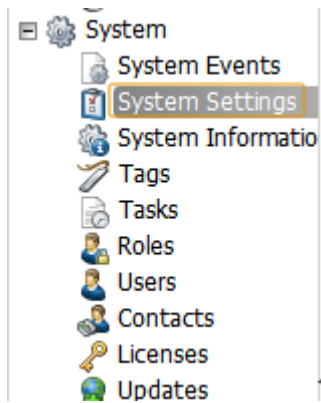 System
System Events
System Settings
System Informatio
Tags
Tasks
Roles
Users
Contacts
Licenses
Updates